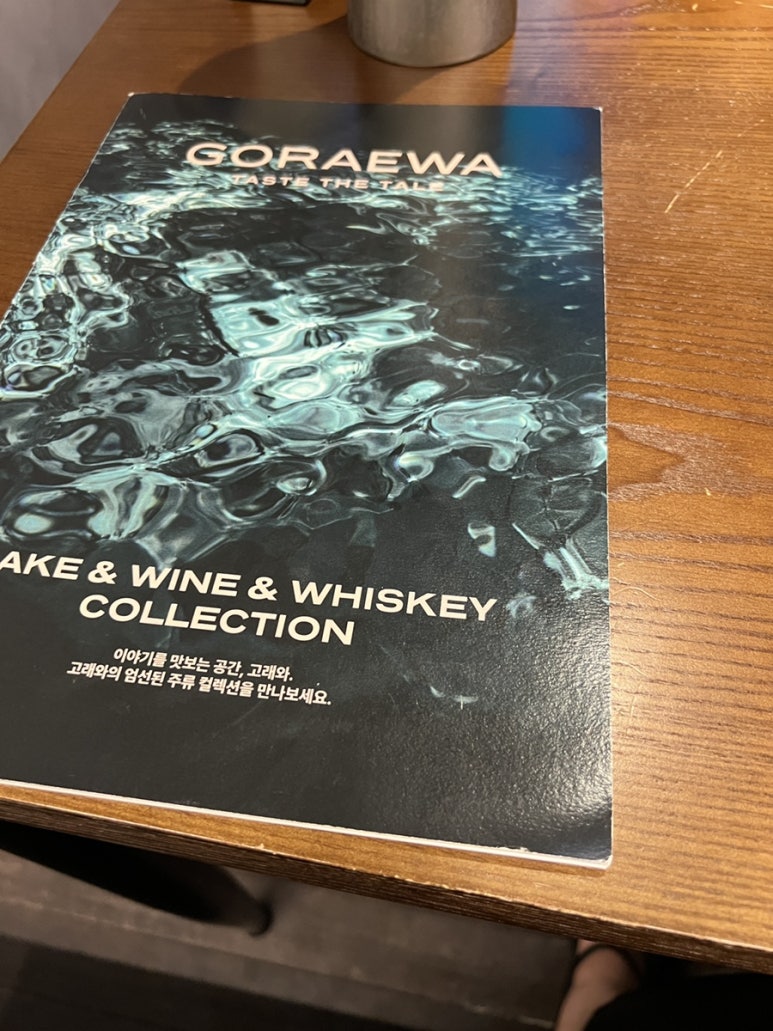 GORAEWA
TASTE THE TALE
AKE & WINE & WHISKEY
COLLECTION
이야기를 맛보는 공간, 고래와.
고래와의 엄선된 주류 컬렉션을 만나보세요.